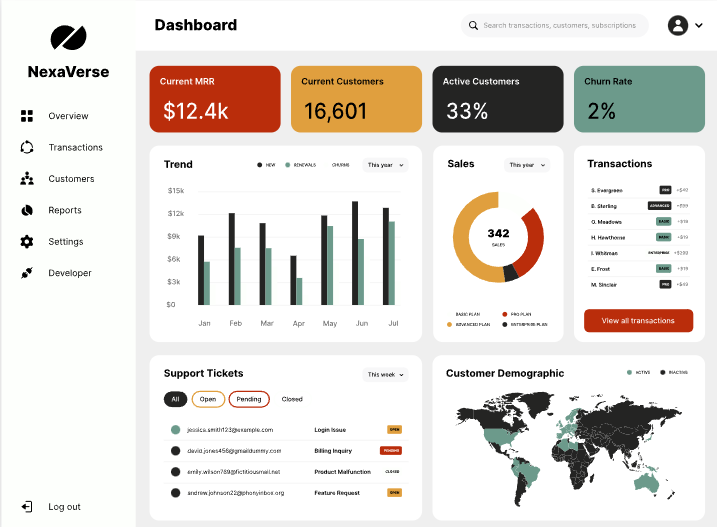 NexaVerse
Overview
Transactions
Customers
Reports
Settings
Developer
Log out
Dashboard
Search transactions, customers, subscriptions
Current MRR
$12.4k
Current Customers
16,601
Active Customers
33%
Churn Rate
2%
Trend
NEW RENEWALS CHURNS This year
$15k
$12k
$9k
$6k
$3k
$0
Jan Feb Mar Apr May Jun Jul
Sales
This year
342
SALES
BASIC PLAN PRO PLAN
ADVANCED PLAN ENTERPRISE PLAN
Transactions
S. Evergreen PRO +$49
B. Sterling ADVANCED +$99
G. Meadows BASIC +$19
H. Hawthorne BASIC +$19
I. Whitman ENTERPRISE +$399
E. Frost BASIC +$19
M. Sinclair PRO +$49
View all transactions
Support Tickets
This week
All Open Pending Closed
jessica.smith123@example.com Login Issue OPEN
david.jones456@gmaildummy.com Billing Inquiry PENDING
emily.wilson789@fictitiousmail.net Product Malfunction CLOSED
andrew.johnson22@phonyinbox.org Feature Request OPEN
Customer Demographic
ACTIVE INACTIVE